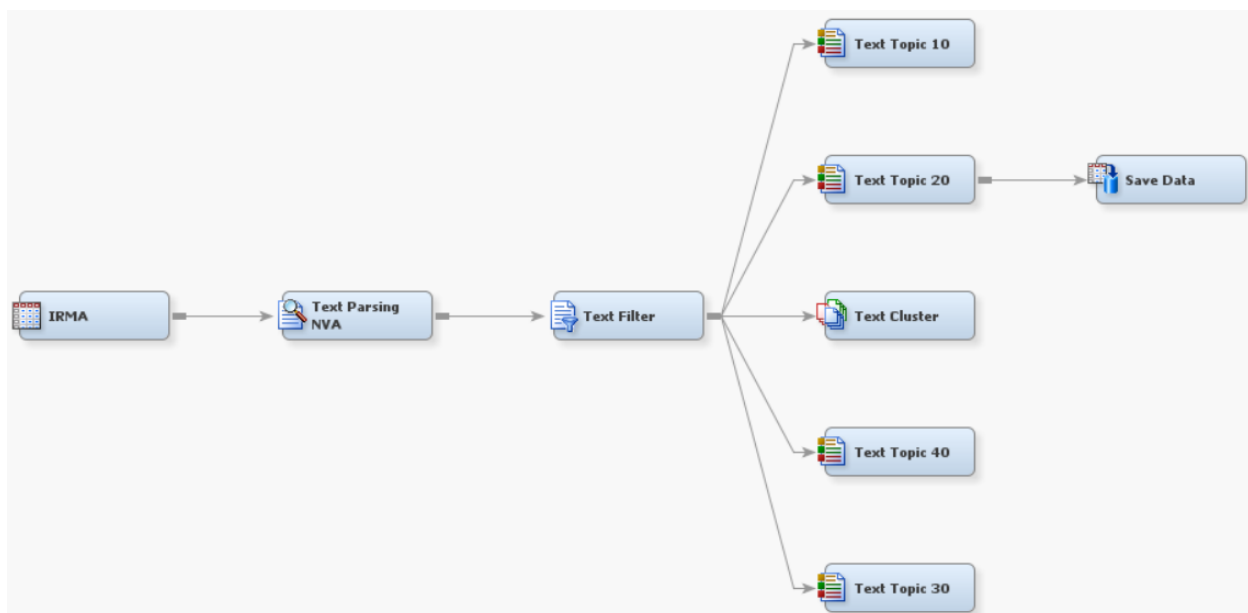 Text Topic 10
Text Topic 20
Save Data
IRMA
Text Parsing
NVA
Text Filter
Text Cluster
Text Topic 40
Text Topic 30